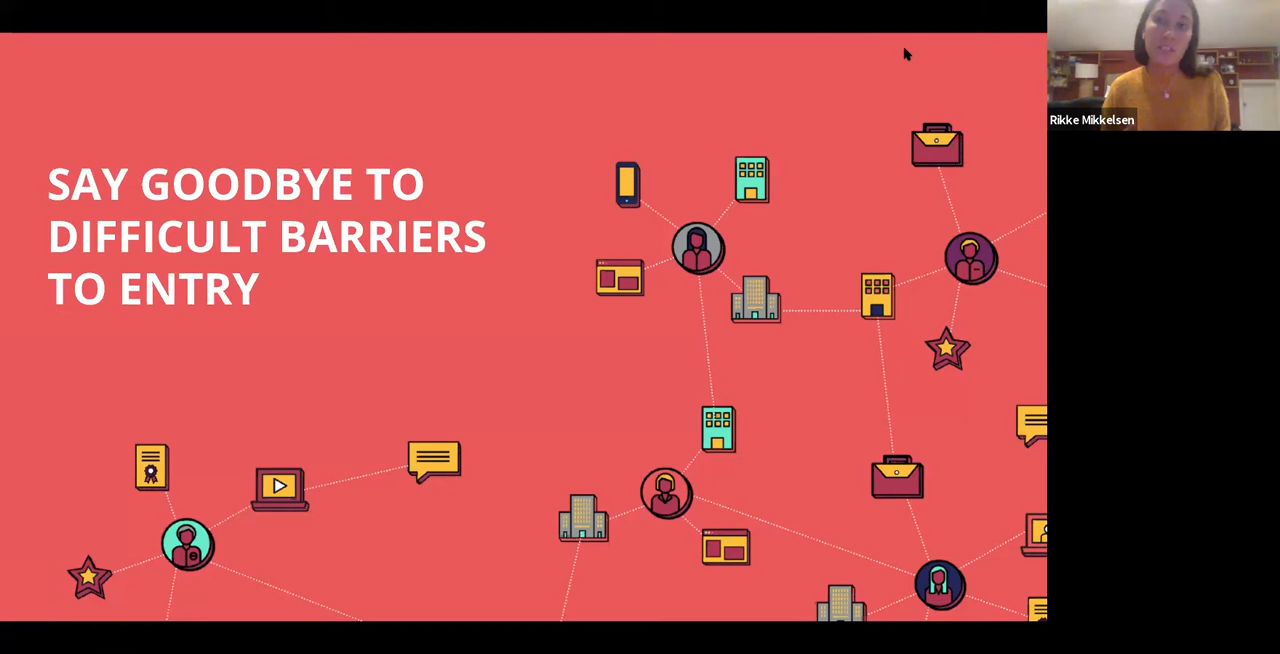 SAY GOODBYE TO
DIFFICULT BARRIERS
TO ENTRY
Rikke Mikkelsen